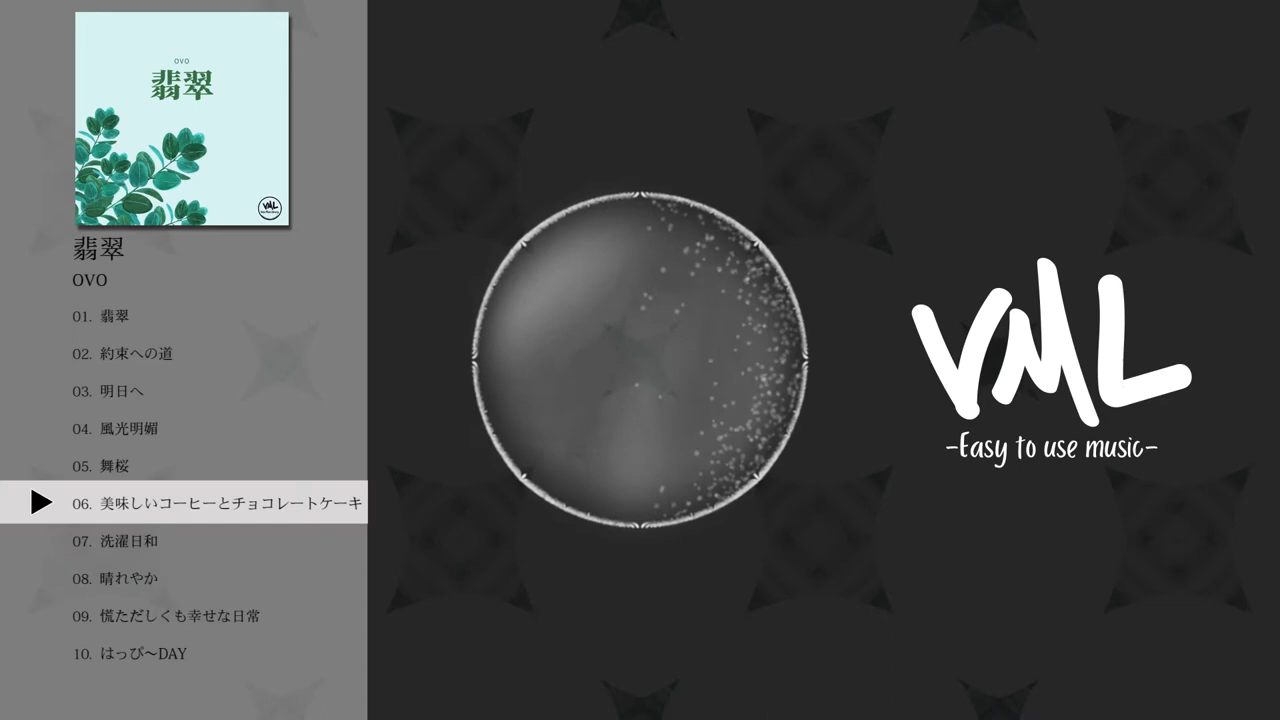 OVO
翡翠
VML
翡翠
OVO
01. 翡翠
02. 約束への道
03. 明日へ
04. 風光明媚
05. 舞桜
06. 美味しいコーヒーとチョコレートケーキ
07. 洗濯日和
08. 晴れやか
09. 慌ただしくも幸せな日常
10. はっぴ〜DAY
VML
-Easy to use music-